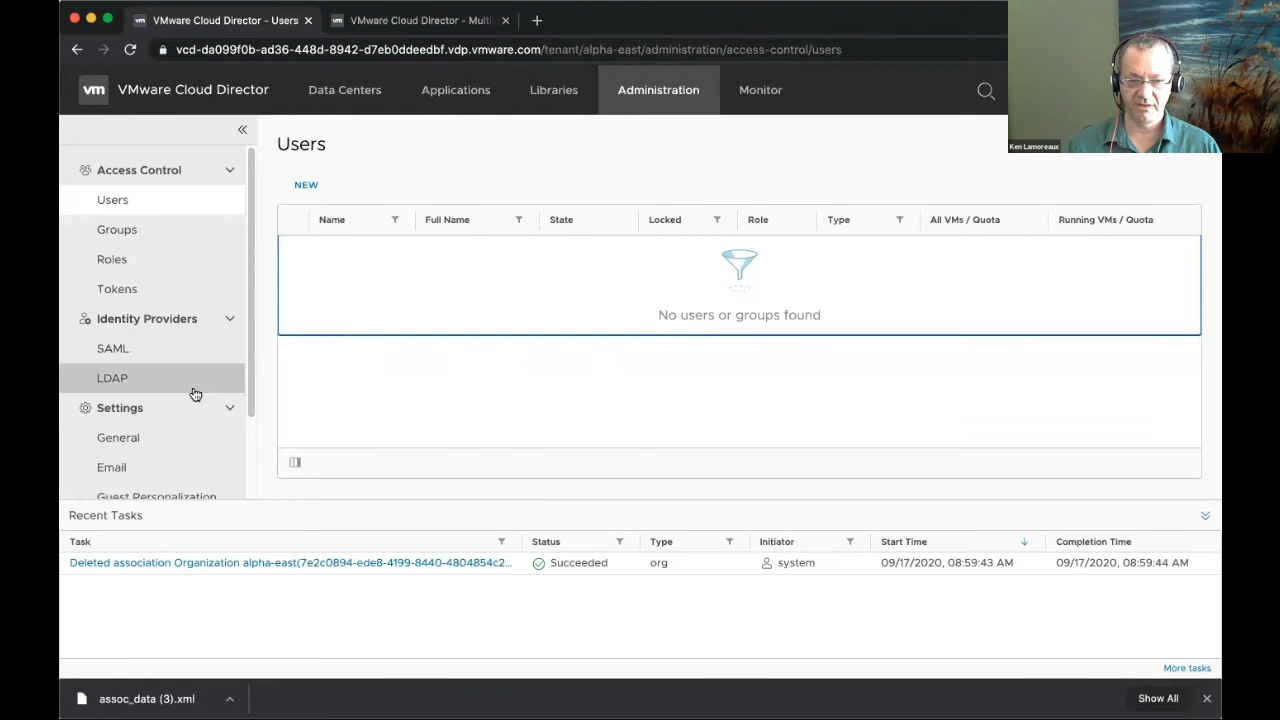 VMware Cloud Director - Users
VMware Cloud Director - Multi
vcd-da099f0b-ad36-448d-8942-d7eb0ddeedbf.vdp.vmware.com/tenant/alpha-east/administration/access-control/users
vm VMware Cloud Director
Data Centers
Applications
Libraries
Administration
Monitor
Ken Lamoreaux
Access Control
Users
Groups
Roles
Tokens
Identity Providers
SAML
LDAP
Settings
General
Email
Guest Personalization
Users
NEW
Name Full Name State Locked Role Type All VMs / Quota Running VMs / Quota
No users or groups found
Recent Tasks
Task Status Type Initiator Start Time Completion Time
Deleted association Organization alpha-east(7e2c0894-ede8-4199-8440-4804854c2... Succeeded org system 09/17/2020, 08:59:43 AM 09/17/2020, 08:59:44 AM
More tasks
assoc_data (3).xml
Show All